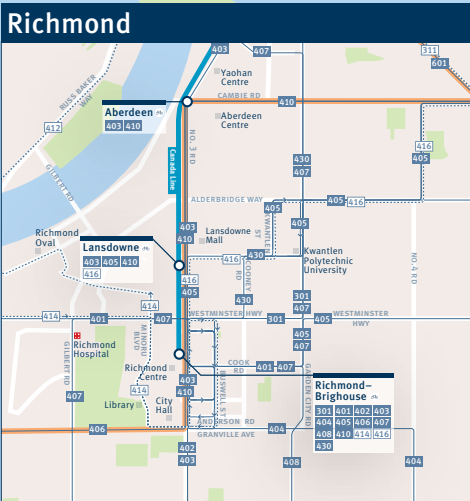 Richmond
403
407
311
601
Yaohan
Centre
RUSS BAKER
WAY
CAMBIE RD
410
Aberdeen
403 410
Aberdeen
Centre
412
NO. 3 RD
416
405
430
407
Canada Line
GILBERT RD
ALDERBRIDGE WAY
405 416
405
405
403
410
KWANTLEN
ST
Richmond
Oval
Lansdowne
403 405 410
416
Lansdowne
Mall
Kwantlen
Polytechnic
University
NO. 4 RD
416
430
COONEY
RD
416
405
430
301
407
414
414
401
407
WESTMINSTER HWY
301
405
WESTMINSTER
HWY
MINORU
BLVD
405
407
Richmond
Hospital
GILBERT RD
Richmond
Centre
COOK
RD
401
407
GARDEN CITY RD
403
410
BUSWELL ST
414
407
Library
City
Hall
Richmond–
Brighouse
301 401 402 403
404 405 406 407
408 410 414 416
430
ANDERSON RD
406
GRANVILLE AVE
404
402
403
408
404